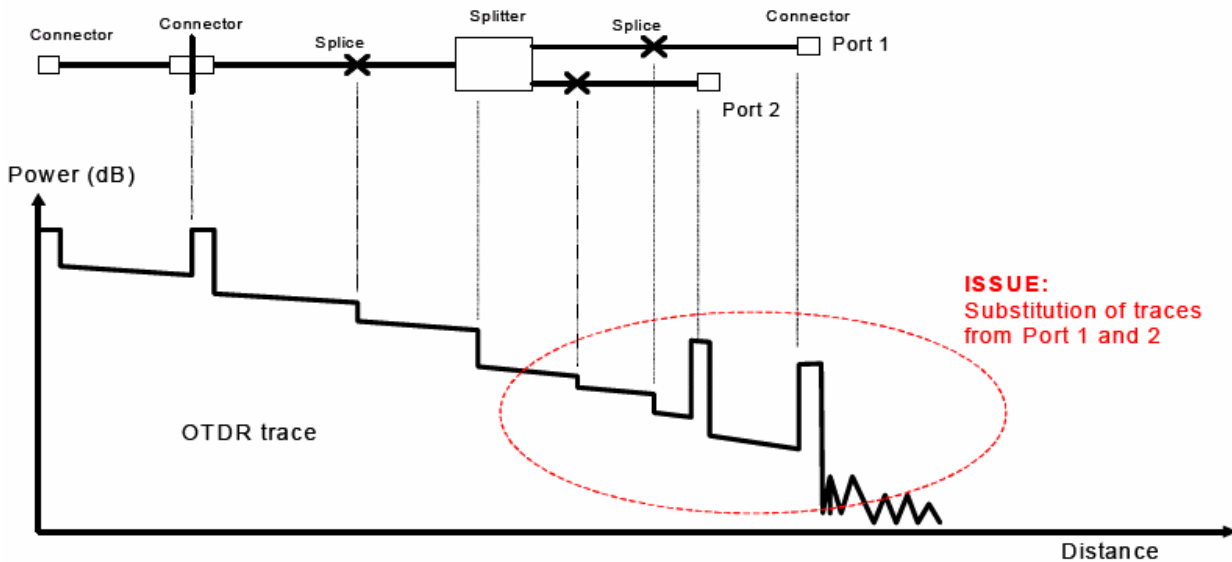 Connector
Connector
Splice
Splitter
Splice
Connector
Port 1
Port 2
Power (dB)
ISSUE:
Substitution of traces
from Port 1 and 2
OTDR trace
Distance